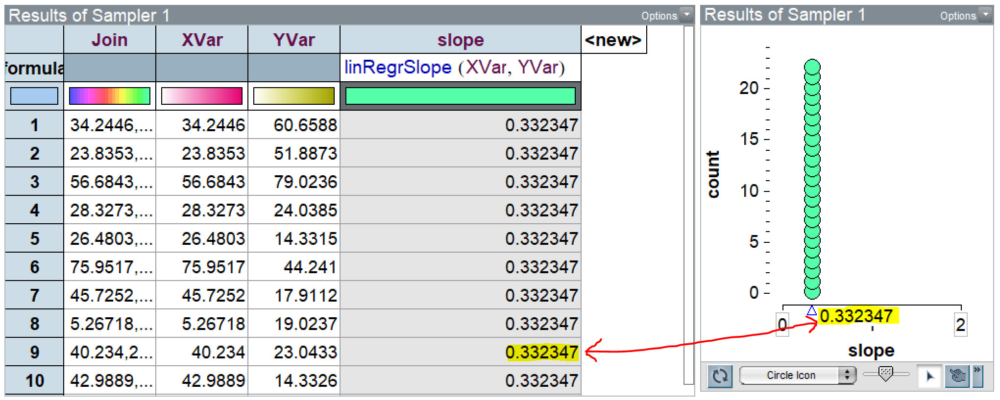 Results of Sampler 1 Options
Join XVar YVar slope <new>
formula linRegrSlope (XVar, YVar)
1 34.2446,... 34.2446 60.6588 0.332347
2 23.8353,... 23.8353 51.8873 0.332347
3 56.6843,... 56.6843 79.0236 0.332347
4 28.3273,... 28.3273 24.0385 0.332347
5 26.4803,... 26.4803 14.3315 0.332347
6 75.9517,... 75.9517 44.241 0.332347
7 45.7252,... 45.7252 17.9112 0.332347
8 5.26718,... 5.26718 19.0237 0.332347
9 40.234,2... 40.234 23.0433 0.332347
10 42.9889,... 42.9889 14.3326 0.332347
Results of Sampler 1 Options
20
15
count
10
5
0
0.332347
0 2
slope
Circle Icon »